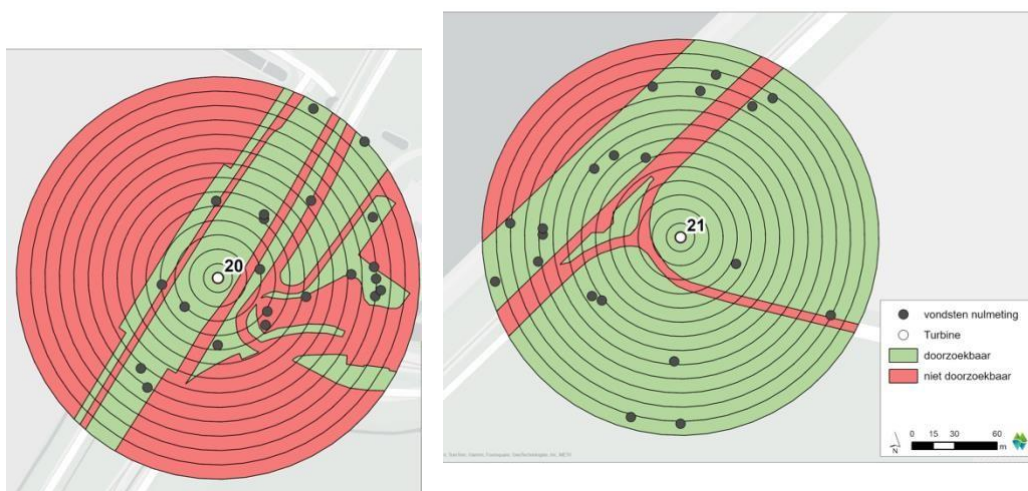 20
21
vondsten nulmeting
Turbine
doorzoekbaar
niet doorzoekbaar
0 15 30 60
m
N